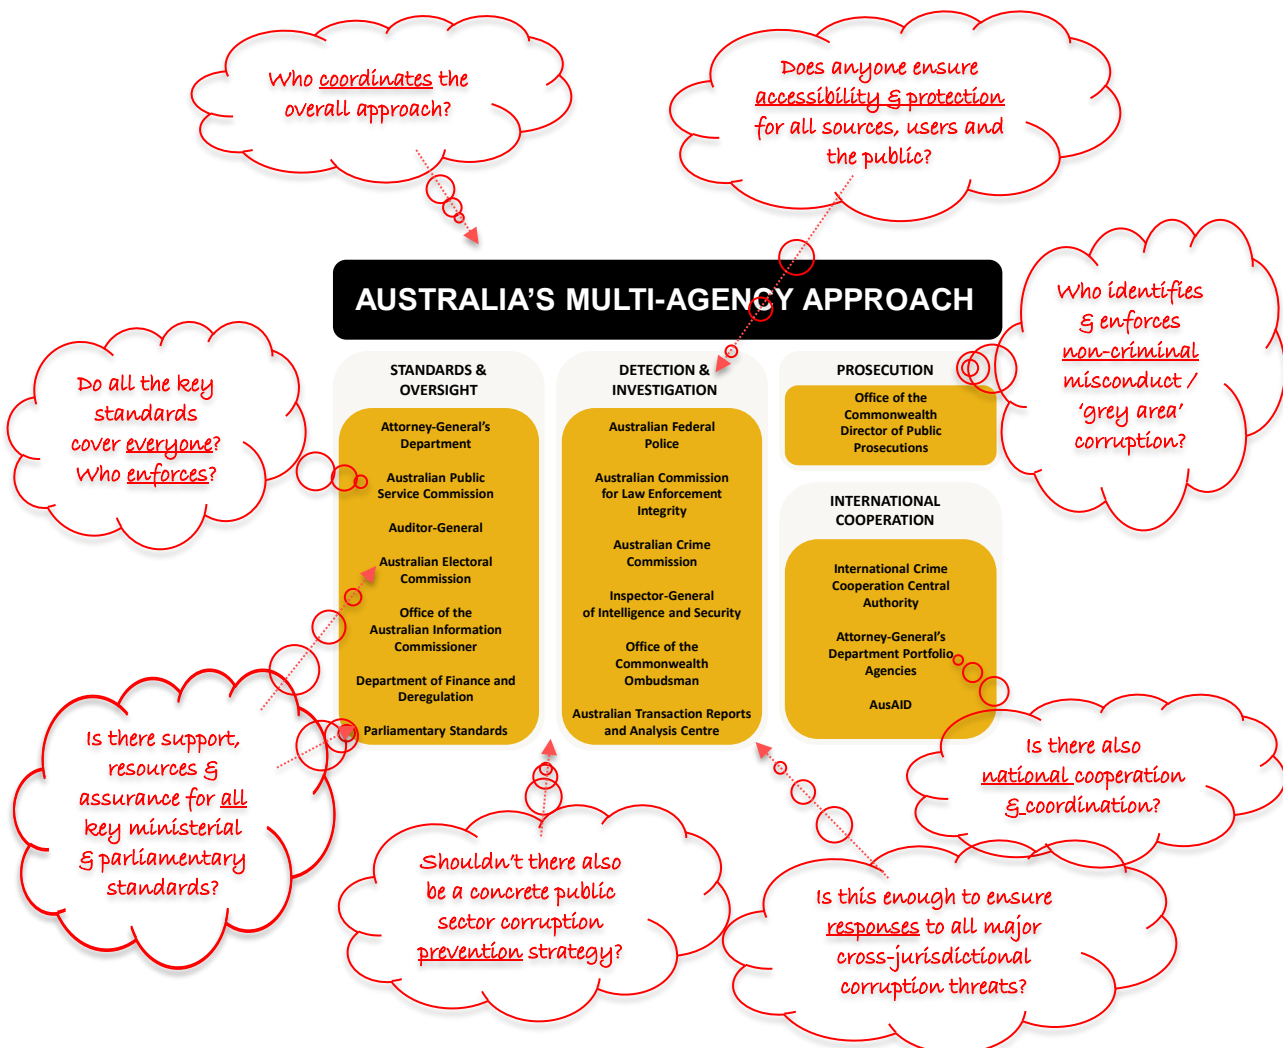 Who coordinates the
overall approach?
Does anyone ensure
accessibility & protection
for all sources, users and
the public?
AUSTRALIA'S MULTI-AGENCY APPROACH
Who identifies
& enforces
non-criminal
misconduct /
'grey area'
corruption?
Do all the key
standards
cover everyone?
Who enforces?
STANDARDS &
OVERSIGHT
Attorney-General's
Department
Australian Public
Service Commission
Auditor-General
Australian Electoral
Commission
Office of the
Australian Information
Commissioner
Department of Finance and
Deregulation
Parliamentary Standards
DETECTION &
INVESTIGATION
Australian Federal
Police
Australian Commission
for Law Enforcement
Integrity
Australian Crime
Commission
Inspector-General
of Intelligence and Security
Office of the
Commonwealth
Ombudsman
Australian Transaction Reports
and Analysis Centre
PROSECUTION
Office of the
Commonwealth
Director of Public
Prosecutions
INTERNATIONAL
COOPERATION
International Crime
Cooperation Central
Authority
Attorney-General's
Department Portfolio
Agencies
AusAID
Is there support,
resources &
assurance for all
key ministerial
& parliamentary
standards?
Shouldn't there also
be a concrete public
sector corruption
prevention strategy?
Is there also
national cooperation
& coordination?
Is this enough to ensure
responses to all major
cross-jurisdictional
corruption threats?